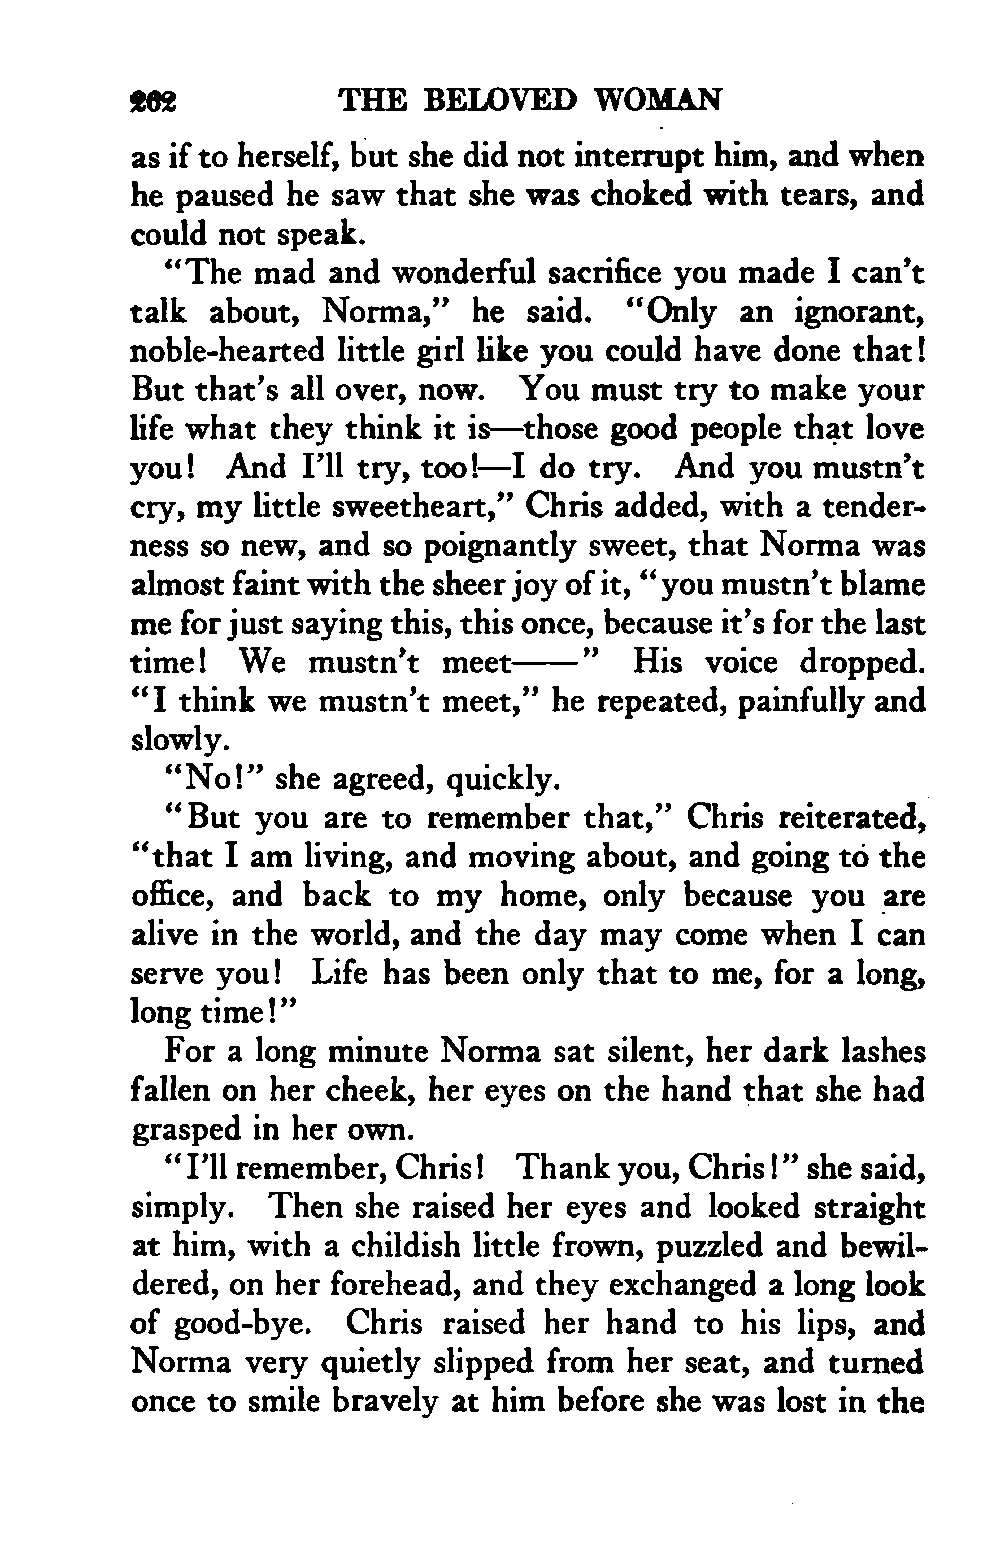 262 THE BELOVED WOMAN
as if to herself, but she did not interrupt him, and when
he paused he saw that she was choked with tears, and
could not speak.
"The mad and wonderful sacrifice you made I can't
talk about, Norma," he said. "Only an ignorant,
noble-hearted little girl like you could have done that!
But that's all over, now. You must try to make your
life what they think it is—those good people that love
you! And I'll try, too!—I do try. And you mustn't
cry, my little sweetheart," Chris added, with a tender-
ness so new, and so poignantly sweet, that Norma was
almost faint with the sheer joy of it, "you mustn't blame
me for just saying this, this once, because it's for the last
time! We mustn't meet——" His voice dropped.
"I think we mustn't meet," he repeated, painfully and
slowly.
"No!" she agreed, quickly.
"But you are to remember that," Chris reiterated,
"that I am living, and moving about, and going to the
office, and back to my home, only because you are
alive in the world, and the day may come when I can
serve you! Life has been only that to me, for a long,
long time!"
For a long minute Norma sat silent, her dark lashes
fallen on her cheek, her eyes on the hand that she had
grasped in her own.
"I'll remember, Chris! Thank you, Chris!" she said,
simply. Then she raised her eyes and looked straight
at him, with a childish little frown, puzzled and bewil-
dered, on her forehead, and they exchanged a long look
of good-bye. Chris raised her hand to his lips, and
Norma very quietly slipped from her seat, and turned
once to smile bravely at him before she was lost in the